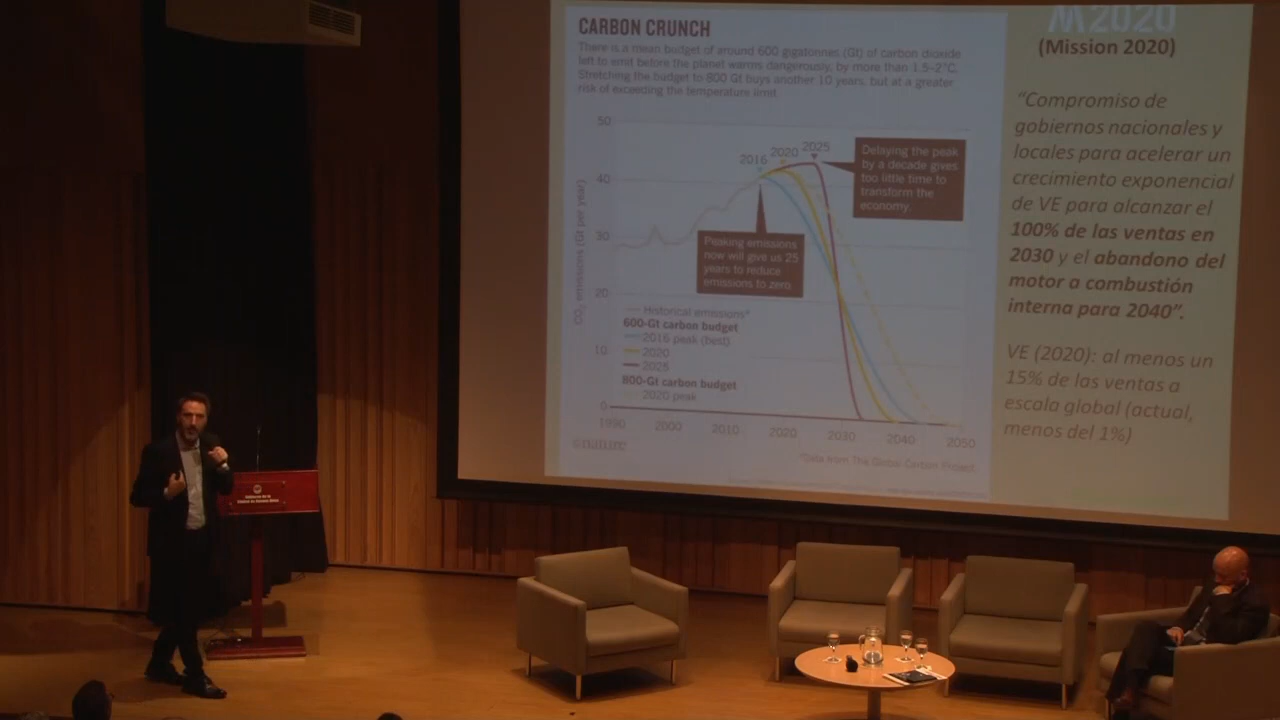 CARBON CRUNCH
There is a mean budget of around 600 gigatonnes (Gt) of carbon dioxide
left to emit before the planet warms dangerously, by more than 1.5–2°C.
Stretching the budget to 800 Gt buys another 10 years, but at a greater
risk of exceeding the temperature limit.
50
40
30
20
10
0
CO₂ emissions (Gt per year)
2016
2020
2025
Delaying the peak
by a decade gives
too little time to
transform the
economy.
Peaking emissions
now will give us 25
years to reduce
emissions to zero.
Historical emissions*
600-Gt carbon budget
2016 peak (best)
2020
2025
800-Gt carbon budget
2020 peak
1990 2000 2010 2020 2030 2040 2050
©nature
*Data from The Global Carbon Project
M2020
(Mission 2020)
“Compromiso de
gobiernos nacionales y
locales para acelerar un
crecimiento exponencial
de VE para alcanzar el
100% de las ventas en
2030 y el abandono del
motor a combustión
interna para 2040”.
VE (2020): al menos un
15% de las ventas a
escala global (actual,
menos del 1%)